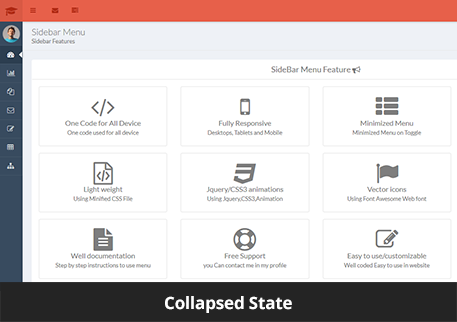 Sidebar Menu
Sidebar Features
SideBar Menu Feature
One Code for All Device
One code used for all device
Fully Responsive
Desktops, Tablets and Mobile
Minimized Menu
Minimized Menu on Toggle
Light weight
Using Minified CSS File
Jquery/CSS3 animations
Using Jquery,CSS3,Animation
Vector icons
Using Font Awesome Web font
Well documentation
Step by step instructions to use menu
Free Support
you Can contact me in my profile
Easy to use/customizable
Well coded Easy to use in website
Collapsed State